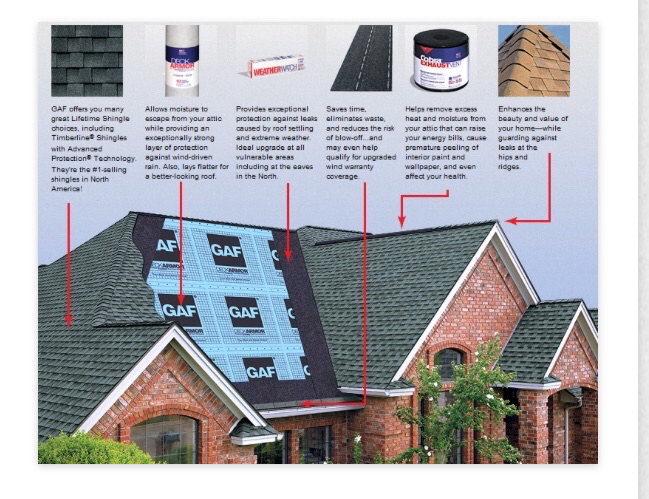 DECK
ARMOR
WEATHERWATCH
COBRA
EXHAUSTVENT
GAF offers you many
great Lifetime Shingle
choices, including
Timberline® Shingles
with Advanced
Protection® Technology.
They're the #1-selling
shingles in North
America!
Allows moisture to
escape from your attic
while providing an
exceptionally strong
layer of protection
against wind-driven
rain. Also, lays flatter for
a better-looking roof.
Provides exceptional
protection against leaks
caused by roof settling
and extreme weather.
Ideal upgrade at all
vulnerable areas
including at the eaves
in the North.
Saves time,
eliminates waste,
and reduces the risk
of blow-off...and
may even help
qualify for upgraded
wind warranty
coverage.
Helps remove excess
heat and moisture from
your attic that can raise
your energy bills, cause
premature peeling of
interior paint and
wallpaper, and even
affect your health.
Enhances the
beauty and value of
your home—while
guarding against
leaks at the
hips and
ridges.
AF
GAF
DECKARMOR
GAF
GAF
DECKARMOR
GAF